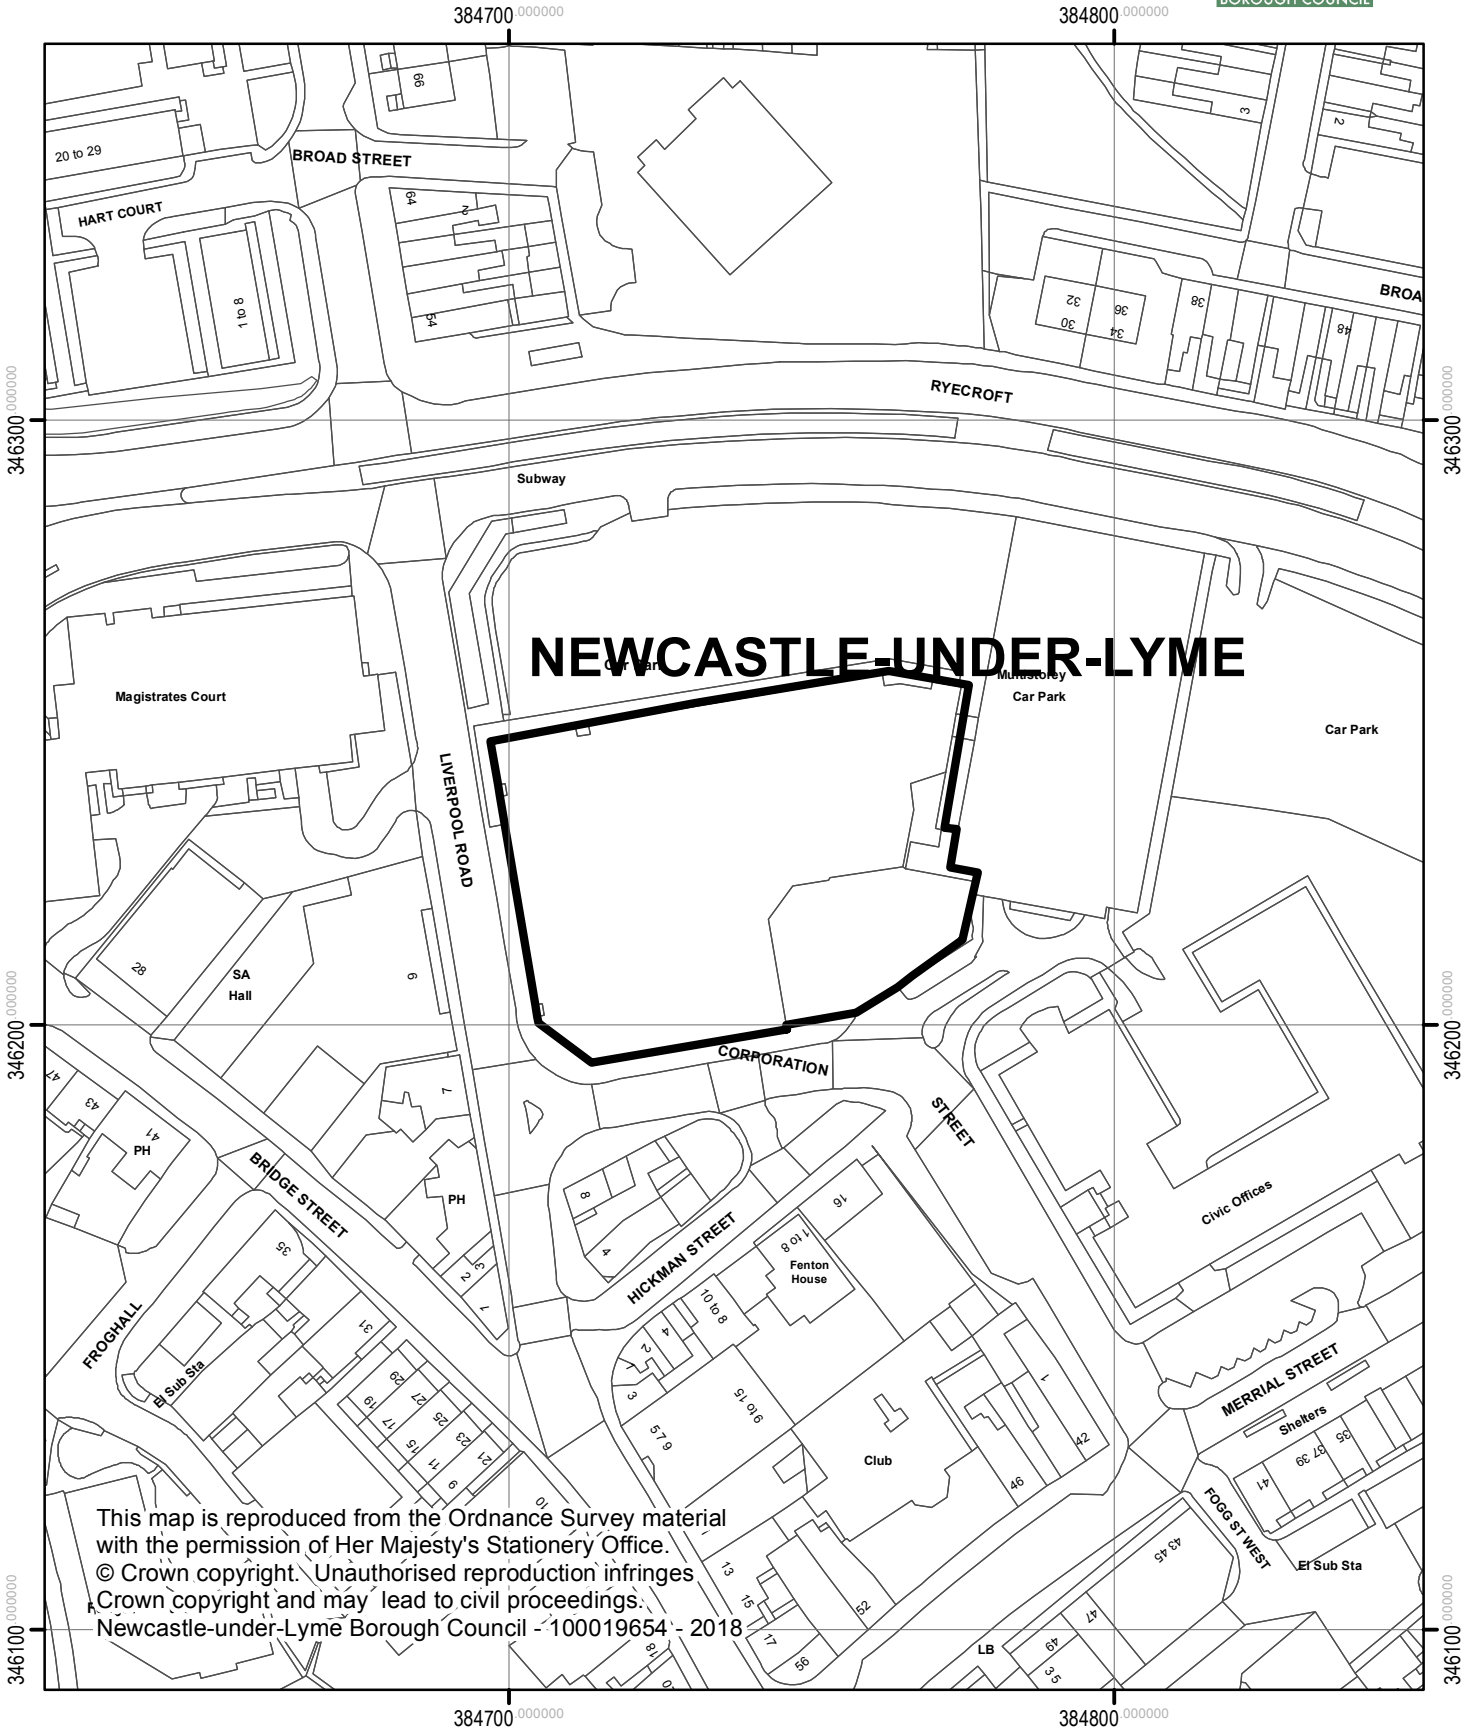 BOROUGH COUNCIL
384700.000000
384800.000000
66
3
2
20 to 29
BROAD STREET
HART COURT
64
2
1 to 8
54
32
36
38
30
34
48
BROA
RYECROFT
346300.000000
346300.000000
Subway
NEWCASTLE-UNDER-LYME
Car Park
Multistorey
Car Park
Magistrates Court
Car Park
LIVERPOOL ROAD
28
SA
Hall
6
346200.000000
346200.000000
CORPORATION
STREET
47
43
41
PH
7
BRIDGE STREET
PH
8
4
HICKMAN STREET
16
1 to 8
Fenton
House
Civic Offices
35
3
2
1
10 to 8
FROGHALL
31
4
2
1
3
El Sub Sta
29
27
25
23
21
19
17
15
11
9
5 7 9
9 to 15
Club
1
42
46
MERRIAL STREET
Shelters
35
37
39
41
FOGG ST WEST
El Sub Sta
43 45
10
13
15
17
52
56
18
LB
47
49
3 5
This map is reproduced from the Ordnance Survey material
with the permission of Her Majesty's Stationery Office.
© Crown copyright. Unauthorised reproduction infringes
Crown copyright and may lead to civil proceedings.
Newcastle-under-Lyme Borough Council - 100019654 - 2018
346100.000000
346100.000000
384700.000000
384800.000000